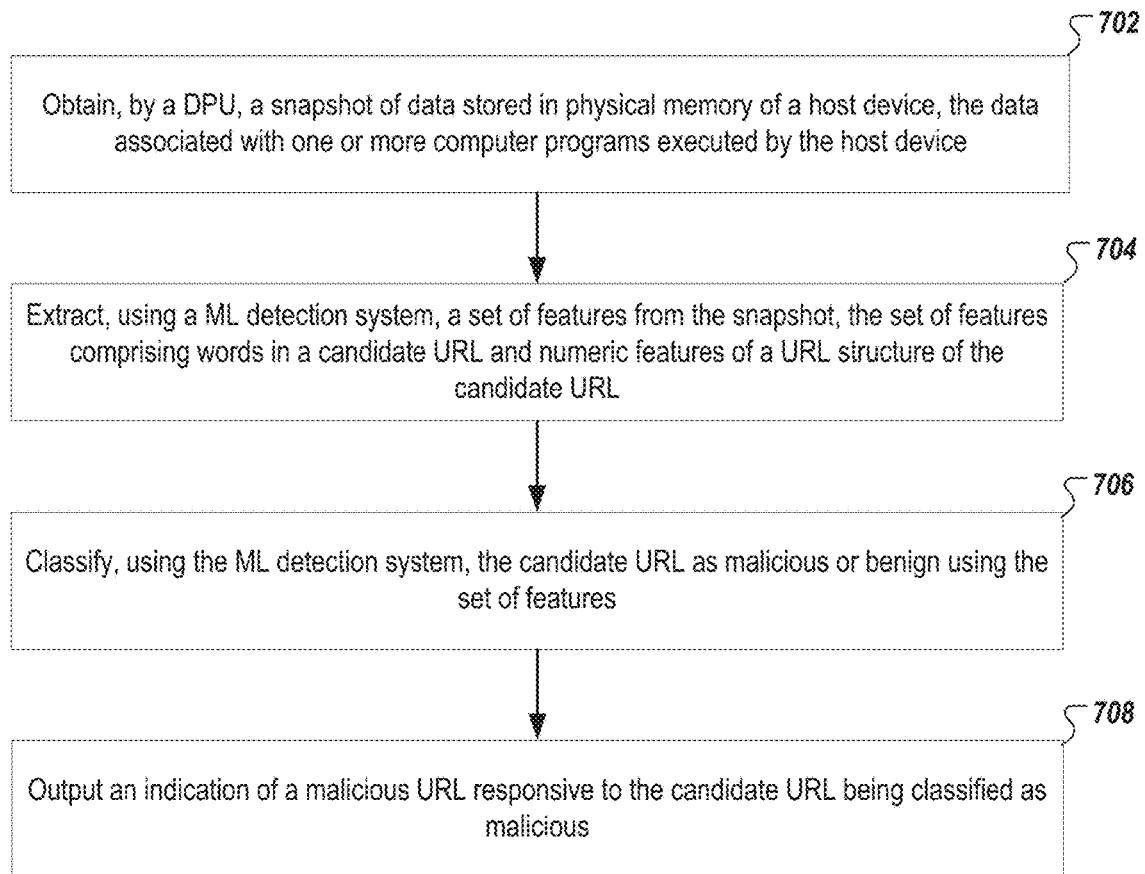 702
Obtain, by a DPU, a snapshot of data stored in physical memory of a host device, the data
associated with one or more computer programs executed by the host device
704
Extract, using a ML detection system, a set of features from the snapshot, the set of features
comprising words in a candidate URL and numeric features of a URL structure of the
candidate URL
706
Classify, using the ML detection system, the candidate URL as malicious or benign using the
set of features
708
Output an indication of a malicious URL responsive to the candidate URL being classified as
malicious